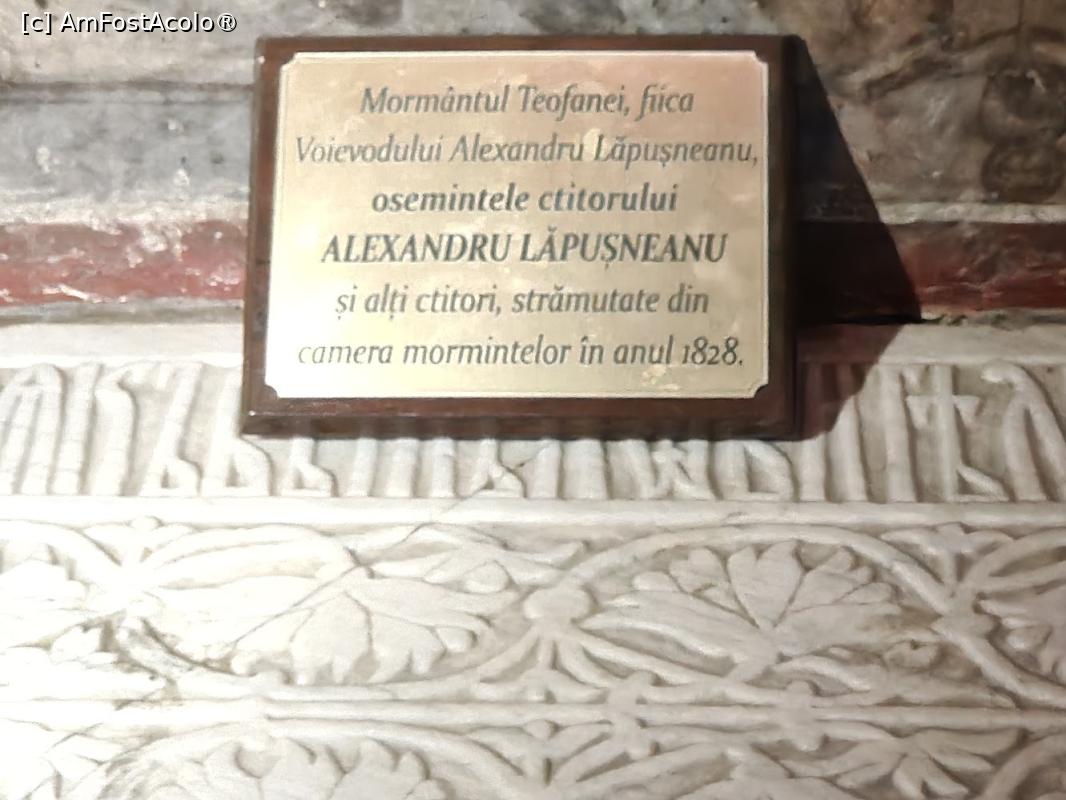 [c] AmFostAcolo®
Mormântul Teofanei, fiica
Voievodului Alexandru Lăpușneanu,
osemintele ctitorului
ALEXANDRU LĂPUȘNEANU
și alți ctitori, strămutate din
camera mormintelor în anul 1828.